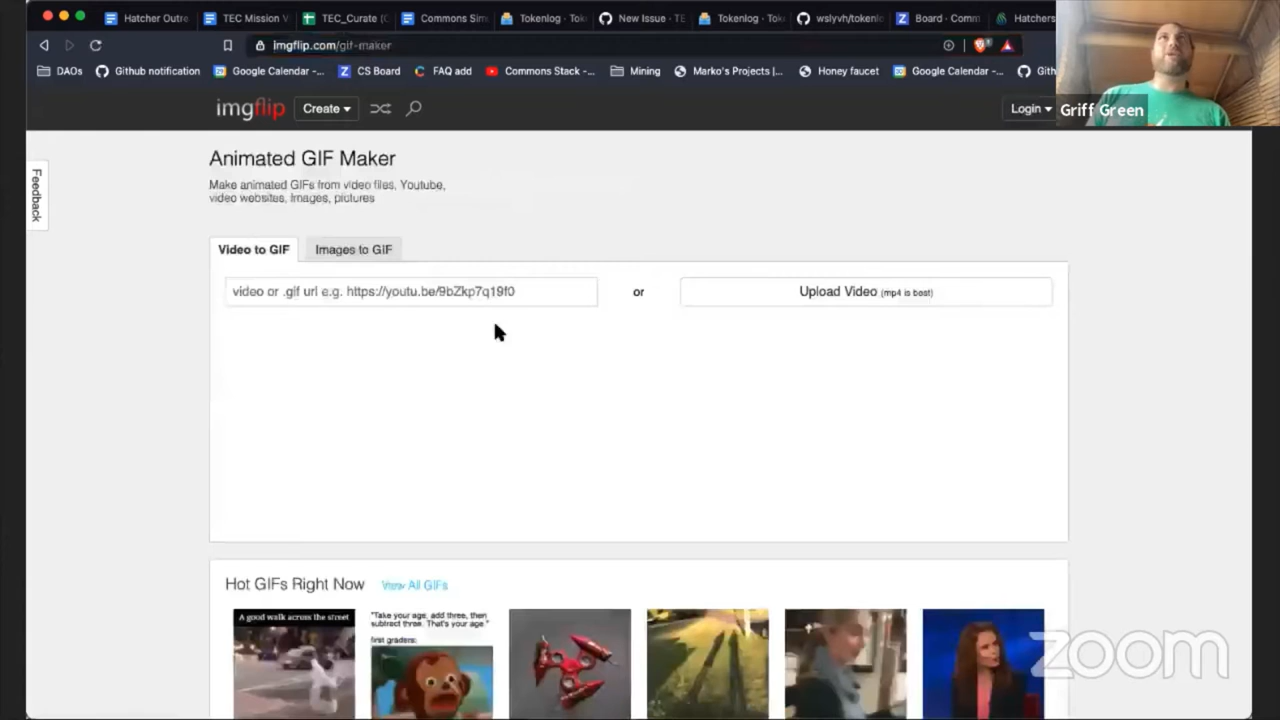 Hatcher Outre
TEC Mission V
TEC_Curate (C
Commons Sim
Tokenlog - Tok
New Issue · TE
Tokenlog - Tok
wslyvh/tokenlo
Board · Comm
Hatchers
imgflip.com/gif-maker
DAOs
Github notification
Google Calendar -...
CS Board
FAQ add
Commons Stack -...
Mining
Marko's Projects |...
Honey faucet
Google Calendar -...
Gith
imgflip
Create
Login
Griff Green
Feedback
Animated GIF Maker
Make animated GIFs from video files, Youtube,
video websites, images, pictures
Video to GIF
Images to GIF
video or .gif url e.g. https://youtu.be/9bZkp7q19f0
or
Upload Video (mp4 is best)
Hot GIFs Right Now
View All GIFs
A good walk across the street
"Take your age, add three, then
subtract three. That's your age."
first graders:
zoom